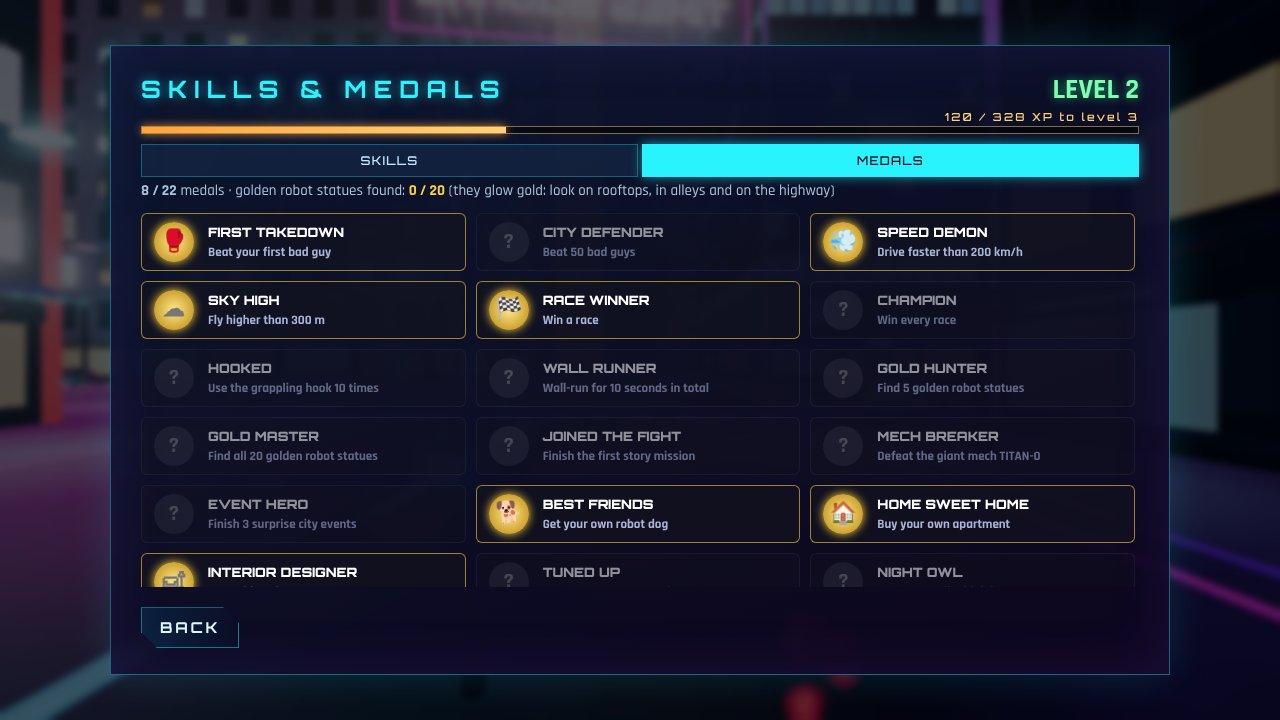 SKILLS & MEDALS
LEVEL 2
120 / 328 XP to level 3
SKILLS
MEDALS
8 / 22 medals · golden robot statues found: 0 / 20 (they glow gold: look on rooftops, in alleys and on the highway)
FIRST TAKEDOWN
Beat your first bad guy
?
CITY DEFENDER
Beat 50 bad guys
SPEED DEMON
Drive faster than 200 km/h
SKY HIGH
Fly higher than 300 m
RACE WINNER
Win a race
?
CHAMPION
Win every race
?
HOOKED
Use the grappling hook 10 times
?
WALL RUNNER
Wall-run for 10 seconds in total
?
GOLD HUNTER
Find 5 golden robot statues
?
GOLD MASTER
Find all 20 golden robot statues
?
JOINED THE FIGHT
Finish the first story mission
?
MECH BREAKER
Defeat the giant mech TITAN-0
?
EVENT HERO
Finish 3 surprise city events
BEST FRIENDS
Get your own robot dog
HOME SWEET HOME
Buy your own apartment
INTERIOR DESIGNER
?
TUNED UP
?
NIGHT OWL
BACK